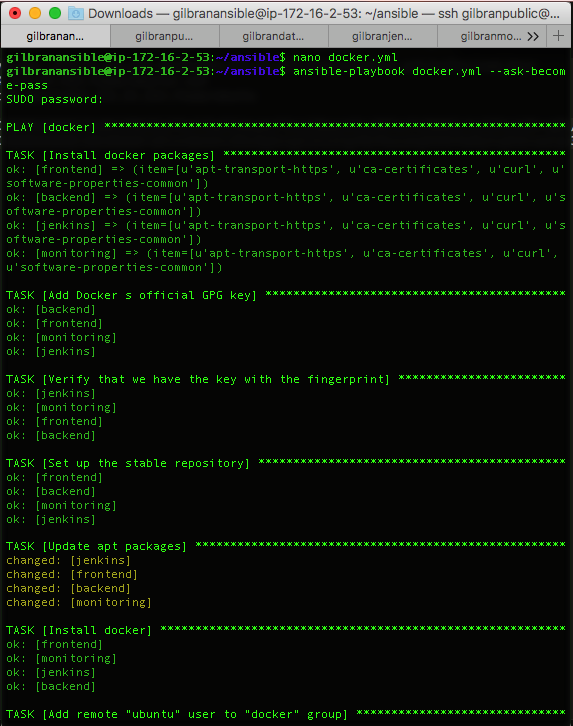 Downloads — gilbranansible@ip-172-16-2-53: ~/ansible — ssh gilbranpublic@...
gilbranan... gilbranpu... gilbrandat... gilbranjen... gilbranmo... >> +
gilbranansible@ip-172-16-2-53:~/ansible$ nano docker.yml
gilbranansible@ip-172-16-2-53:~/ansible$ ansible-playbook docker.yml --ask-becom
e-pass
SUDO password:
PLAY [docker] ******************************************************************
TASK [Install docker packages] *************************************************
ok: [frontend] => (item=[u'apt-transport-https', u'ca-certificates', u'curl', u'
software-properties-common'])
ok: [backend] => (item=[u'apt-transport-https', u'ca-certificates', u'curl', u's
oftware-properties-common'])
ok: [jenkins] => (item=[u'apt-transport-https', u'ca-certificates', u'curl', u's
oftware-properties-common'])
ok: [monitoring] => (item=[u'apt-transport-https', u'ca-certificates', u'curl',
u'software-properties-common'])
TASK [Add Docker s official GPG key] *******************************************
ok: [backend]
ok: [frontend]
ok: [monitoring]
ok: [jenkins]
TASK [Verify that we have the key with the fingerprint] ************************
ok: [jenkins]
ok: [monitoring]
ok: [frontend]
ok: [backend]
TASK [Set up the stable repository] ********************************************
ok: [frontend]
ok: [backend]
ok: [monitoring]
ok: [jenkins]
TASK [Update apt packages] *****************************************************
changed: [jenkins]
changed: [frontend]
changed: [backend]
changed: [monitoring]
TASK [Install docker] **********************************************************
ok: [frontend]
ok: [monitoring]
ok: [jenkins]
ok: [backend]
TASK [Add remote "ubuntu" user to "docker" group] ******************************